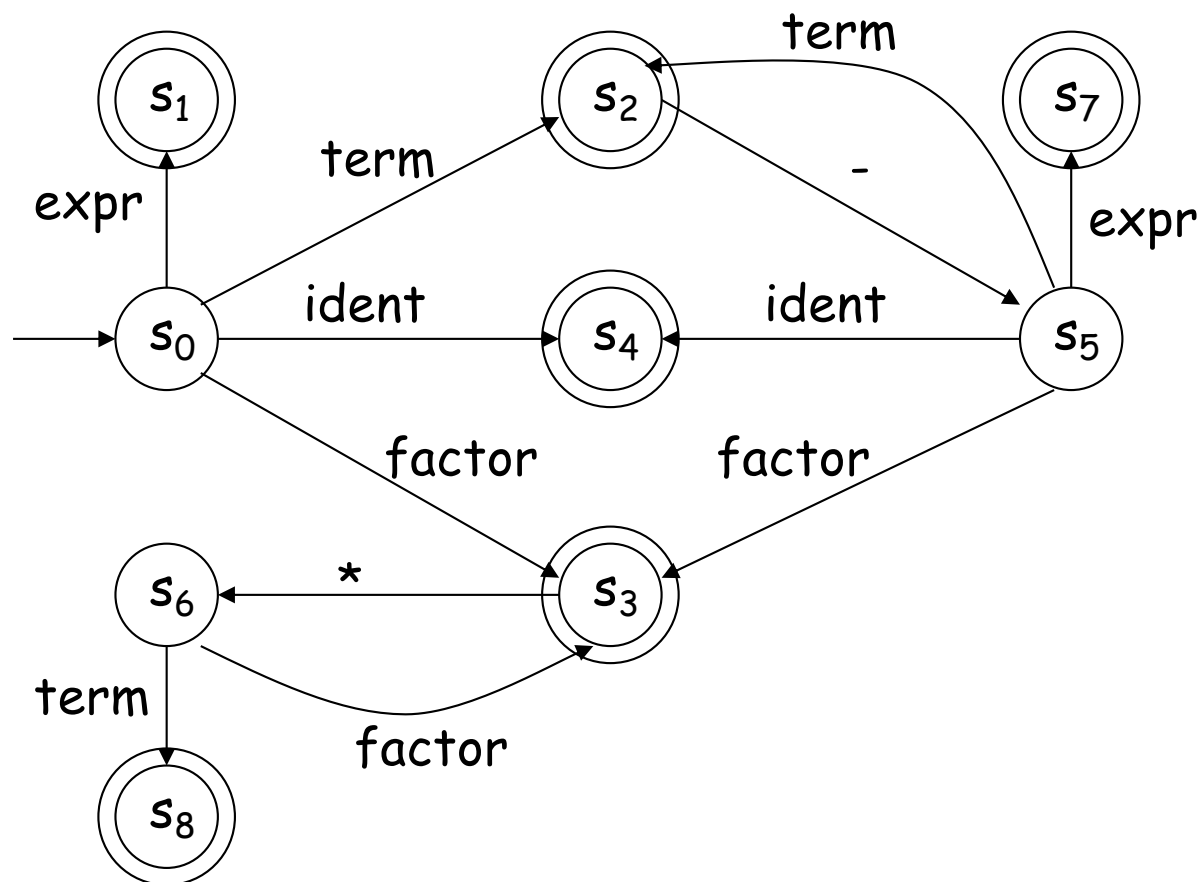 term
s1 s2 s7
term -
expr expr
ident ident
s0 s4 s5
factor factor
*
s6 s3
term
factor
s8